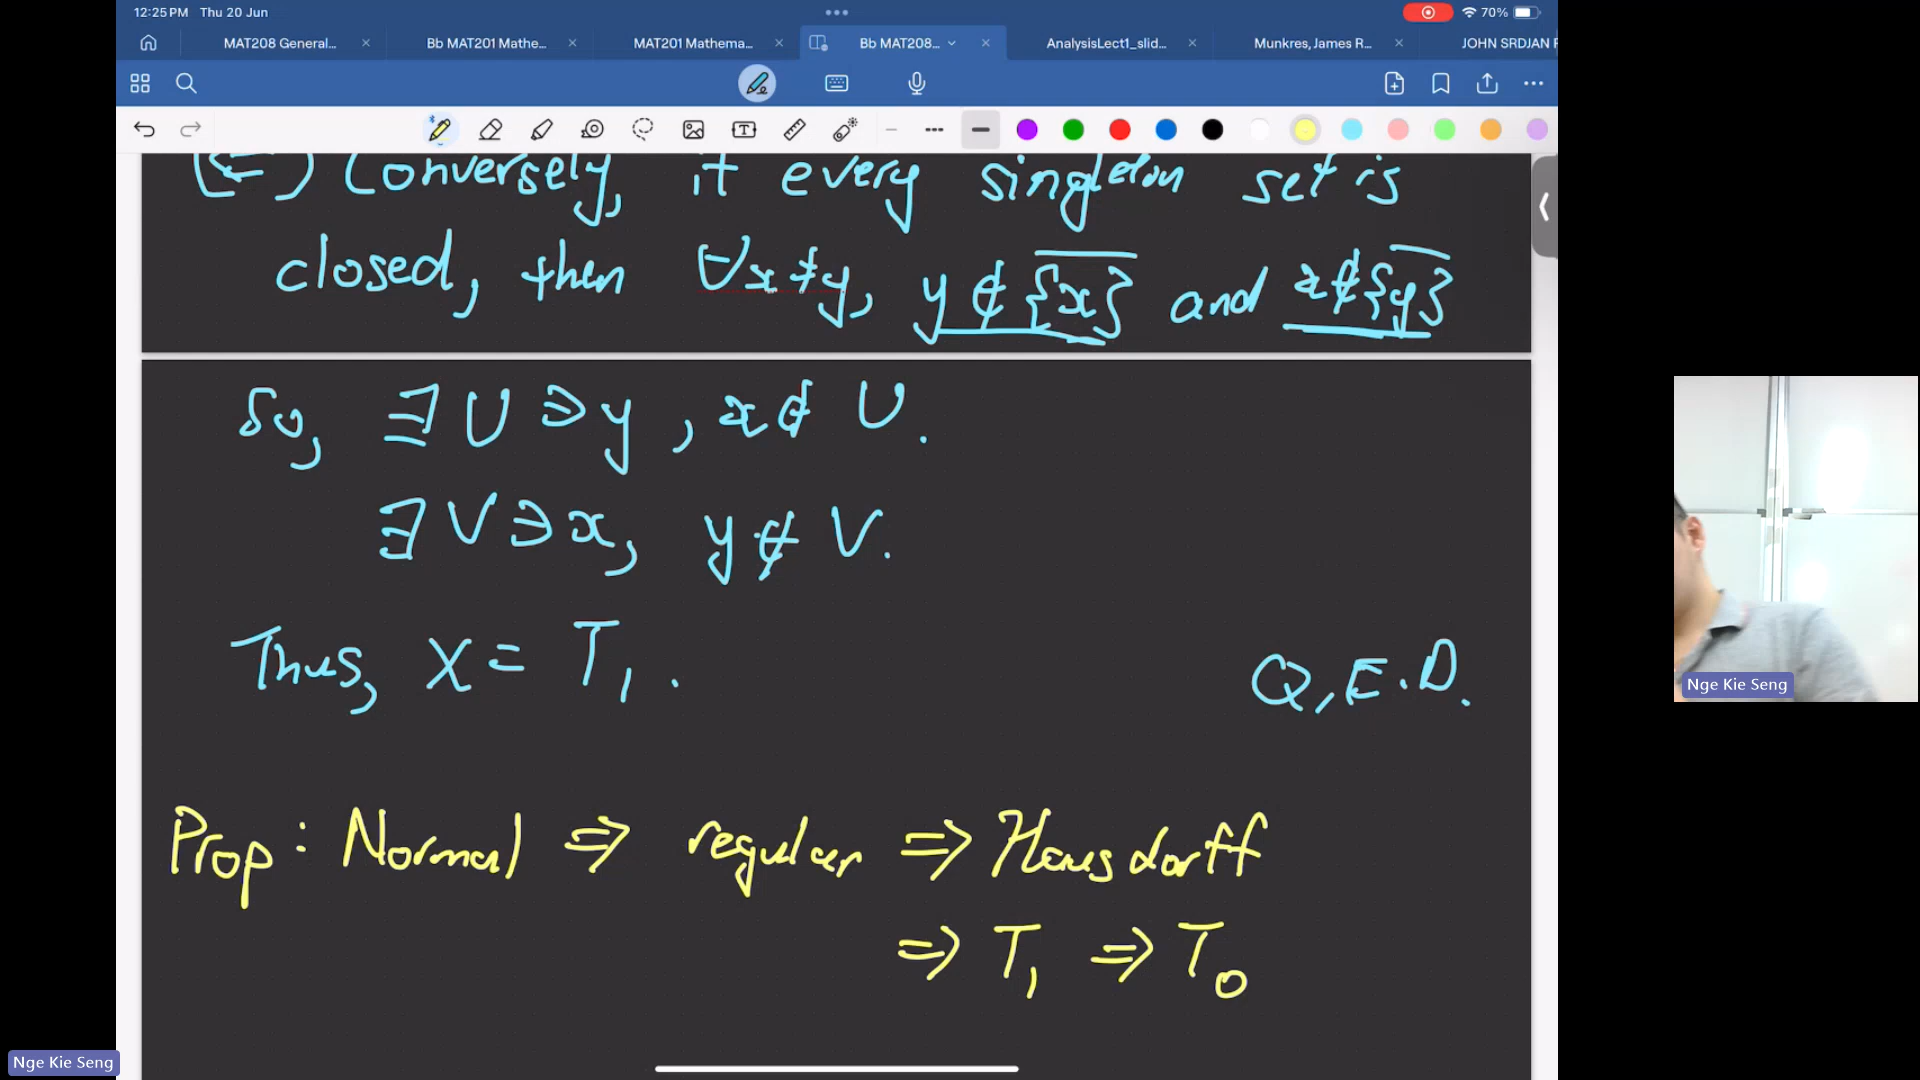 12:25 PM Thu 20 Jun
70%
MAT208 General...
Bb MAT201 Mathe...
MAT201 Mathema...
Bb MAT208...
AnalysisLect1_slid...
Munkres, James R...
JOHN SRDJAN F
(⇐) Conversely, if every singleton set is
closed, then ∀x≠y, y ∉ \overline{{x}} and x ∉ \overline{{y}}
So, ∃ U ∋ y, x ∉ U.
∃ V ∋ x, y ∉ V.
Thus, X = T₁.
Q.E.D.
Prop: Normal ⇒ regular ⇒ Hausdorff
⇒ T₁ ⇒ T₀
Nge Kie Seng
Nge Kie Seng